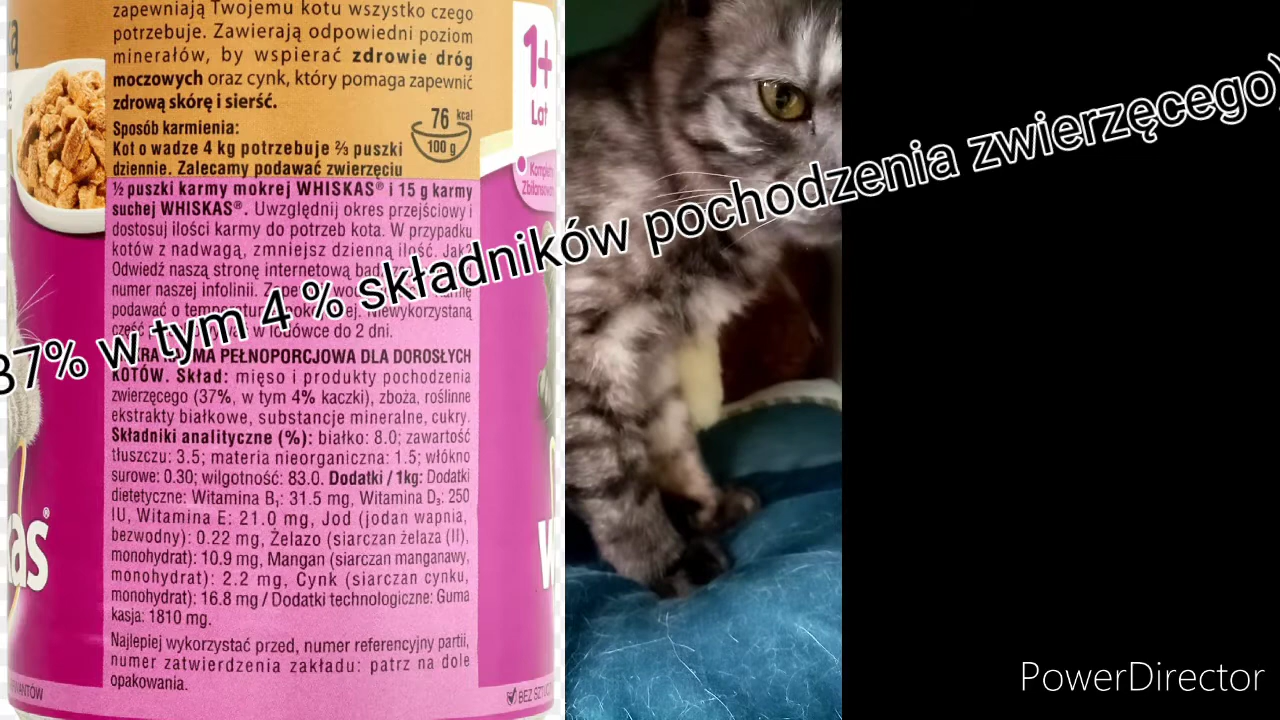 zapewniają Twojemu kotu wszystko czego
potrzebuje. Zawierają odpowiedni poziom
minerałów, by wspierać zdrowie dróg
moczowych oraz cynk, który pomaga zapewnić
zdrową skórę i sierść.
Sposób karmienia:
Kot o wadze 4 kg potrzebuje ⅔ puszki
dziennie. Zalecamy podawać zwierzęciu
½ puszki karmy mokrej WHISKAS® i 15 g karmy
suchej WHISKAS®. Uwzględnij okres przejściowy i
dostosuj ilości karmy do potrzeb kota. W przypadku
kotów z nadwagą, zmniejsz dzienną ilość. Jak?
Odwiedź naszą stronę internetową
numer naszej infolinii.
podawać o
w lodówce do 2 dni.
PEŁNOPORCJOWA DLA DOROSŁYCH
KOTÓW. Skład: mięso i produkty pochodzenia
zwierzęcego (37%, w tym 4% kaczki), zboża, roślinne
ekstrakty białkowe, substancje mineralne, cukry.
Składniki analityczne (%): białko: 8.0; zawartość
tłuszczu: 3.5; materia nieorganiczna: 1.5; włókno
surowe: 0.30; wilgotność: 83.0. Dodatki / 1kg: Dodatki
dietetyczne: Witamina B₁: 31.5 mg, Witamina D₃: 250
IU, Witamina E: 21.0 mg, Jod (jodan wapnia,
bezwodny): 0.22 mg, Żelazo (siarczan żelaza (II),
monohydrat): 10.9 mg, Mangan (siarczan manganawy,
monohydrat): 2.2 mg, Cynk (siarczan cynku,
monohydrat): 16.8 mg / Dodatki technologiczne: Guma
kasja: 1810 mg.
Najlepiej wykorzystać przed, numer referencyjny partii,
numer zatwierdzenia zakładu: patrz na dole
opakowania.
76 kcal
100 g
1+
Lat
37% w tym 4 % składników pochodzenia zwierzęcego)
as®
BEZ
PowerDirector